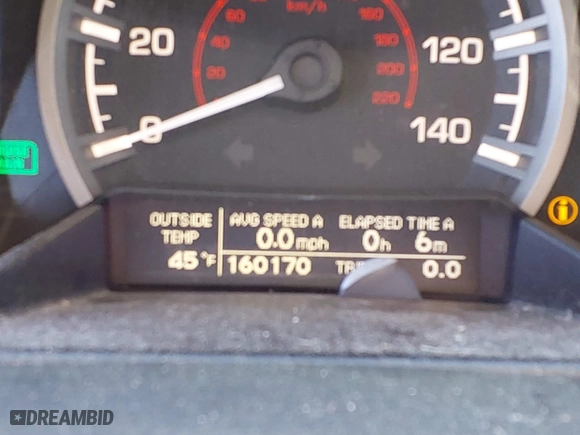 60
km/h
160
20
40
180
120
20
200
0
220
140
OUTSIDE TEMP
45°F
AVG SPEED A
0.0 mph
ELAPSED TIME A
0h 6m
160170
0.0
i
DREAMBID